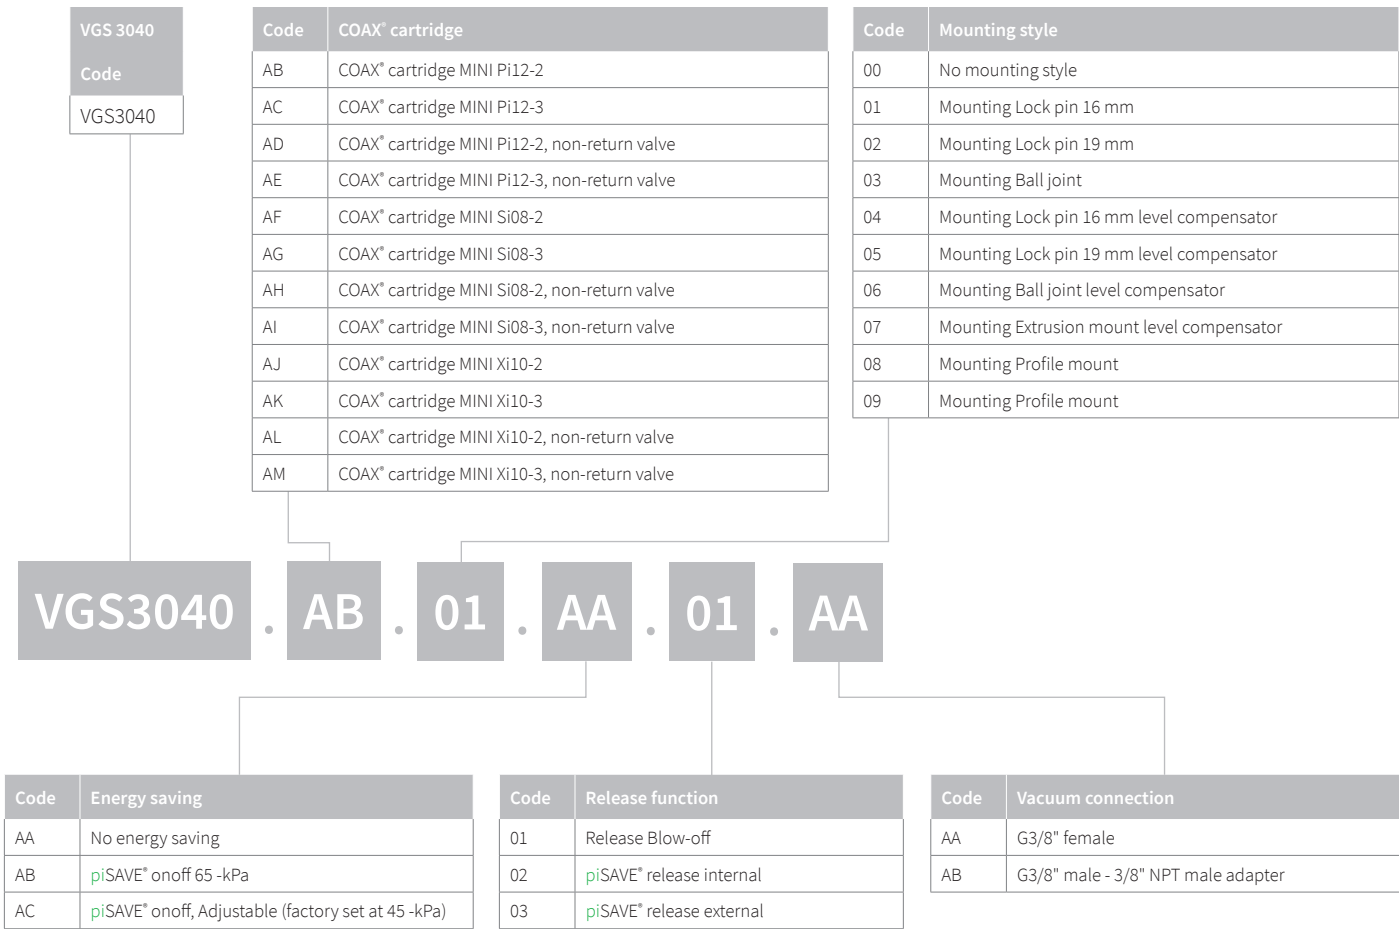 VGS 3040
Code
VGS3040
Code COAX® cartridge
AB COAX® cartridge MINI Pi12-2
AC COAX® cartridge MINI Pi12-3
AD COAX® cartridge MINI Pi12-2, non-return valve
AE COAX® cartridge MINI Pi12-3, non-return valve
AF COAX® cartridge MINI Si08-2
AG COAX® cartridge MINI Si08-3
AH COAX® cartridge MINI Si08-2, non-return valve
AI COAX® cartridge MINI Si08-3, non-return valve
AJ COAX® cartridge MINI Xi10-2
AK COAX® cartridge MINI Xi10-3
AL COAX® cartridge MINI Xi10-2, non-return valve
AM COAX® cartridge MINI Xi10-3, non-return valve
Code Mounting style
00 No mounting style
01 Mounting Lock pin 16 mm
02 Mounting Lock pin 19 mm
03 Mounting Ball joint
04 Mounting Lock pin 16 mm level compensator
05 Mounting Lock pin 19 mm level compensator
06 Mounting Ball joint level compensator
07 Mounting Extrusion mount level compensator
08 Mounting Profile mount
09 Mounting Profile mount
VGS3040 . AB . 01 . AA . 01 . AA
Code Energy saving
AA No energy saving
AB piSAVE® onoff 65 -kPa
AC piSAVE® onoff, Adjustable (factory set at 45 -kPa)
Code Release function
01 Release Blow-off
02 piSAVE® release internal
03 piSAVE® release external
Code Vacuum connection
AA G3/8" female
AB G3/8" male - 3/8" NPT male adapter